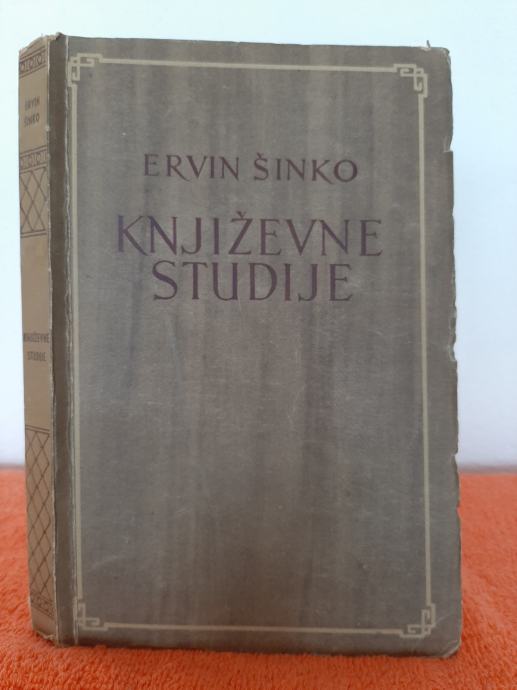 ERVIN
ŠINKO
KNJIŽEVNE
STUDIJE
ERVIN ŠINKO
KNJIŽEVNE
STUDIJE